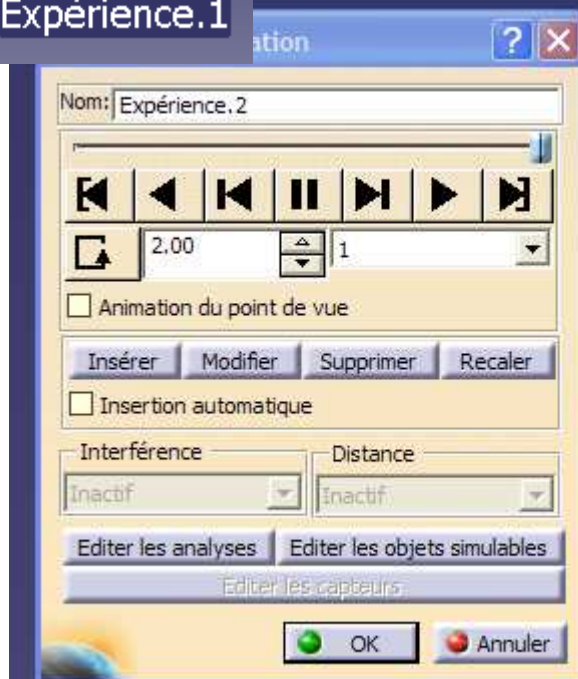 Expérience.1
ation
Nom: Expérience.2
2.00 1
Animation du point de vue
Insérer Modifier Supprimer Recaler
Insertion automatique
Interférence Distance
Inactif Inactif
Editer les analyses Editer les objets simulables
Editer les capteurs
OK Annuler